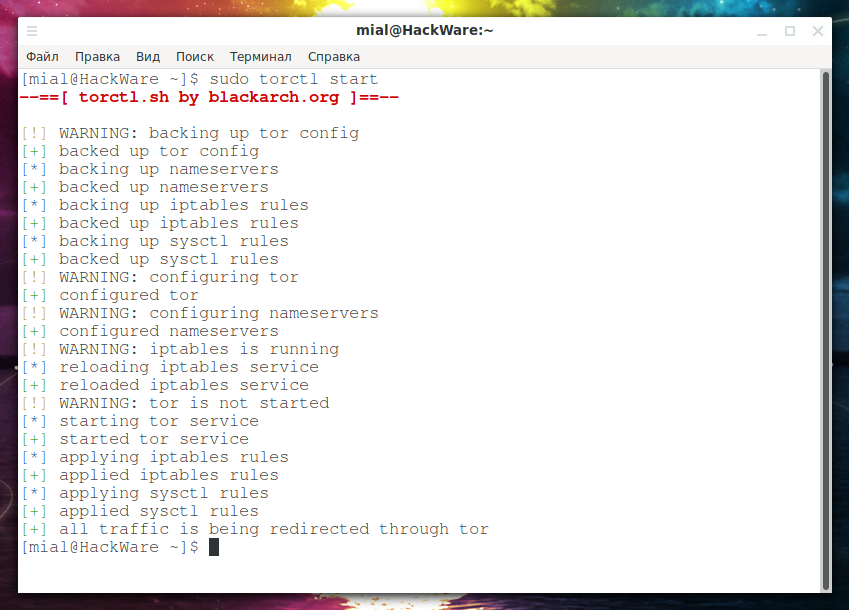 mial@HackWare:~
Файл Правка Вид Поиск Терминал Справка
[mial@HackWare ~]$ sudo torctl start
--==[ torctl.sh by blackarch.org ]==--
[!] WARNING: backing up tor config
[+] backed up tor config
[*] backing up nameservers
[+] backed up nameservers
[*] backing up iptables rules
[+] backed up iptables rules
[*] backing up sysctl rules
[+] backed up sysctl rules
[!] WARNING: configuring tor
[+] configured tor
[!] WARNING: configuring nameservers
[+] configured nameservers
[!] WARNING: iptables is running
[*] reloading iptables service
[+] reloaded iptables service
[!] WARNING: tor is not started
[*] starting tor service
[+] started tor service
[*] applying iptables rules
[+] applied iptables rules
[*] applying sysctl rules
[+] applied sysctl rules
[+] all traffic is being redirected through tor
[mial@HackWare ~]$